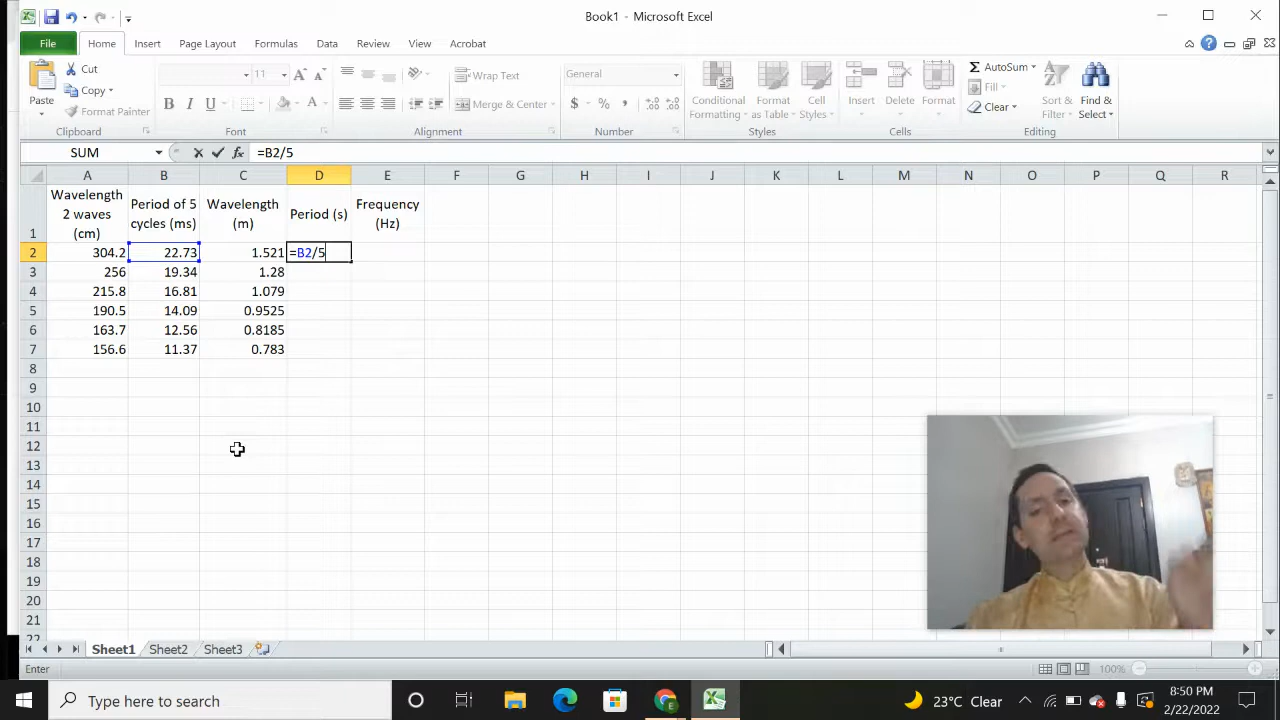 Book1 - Microsoft Excel
File Home Insert Page Layout Formulas Data Review View Acrobat
Paste
Cut
Copy
Format Painter
Clipboard
11
B I U
Font
Wrap Text
Merge & Center
Alignment
General
$ % ,
Number
Conditional Formatting
Format as Table
Cell Styles
Styles
Insert Delete Format
Cells
AutoSum
Fill
Clear
Sort & Filter
Find & Select
Editing
SUM fx =B2/5
A B C D E F G H I J K L M N O P Q R
1 Wavelength 2 waves (cm) Period of 5 cycles (ms) Wavelength (m) Period (s) Frequency (Hz)
2 304.2 22.73 1.521 =B2/5
3 256 19.34 1.28
4 215.8 16.81 1.079
5 190.5 14.09 0.9525
6 163.7 12.56 0.8185
7 156.6 11.37 0.783
8
9
10
11
12
13
14
15
16
17
18
19
20
21
22
Sheet1 Sheet2 Sheet3
Enter 100%
Type here to search
23°C Clear
8:50 PM
2/22/2022